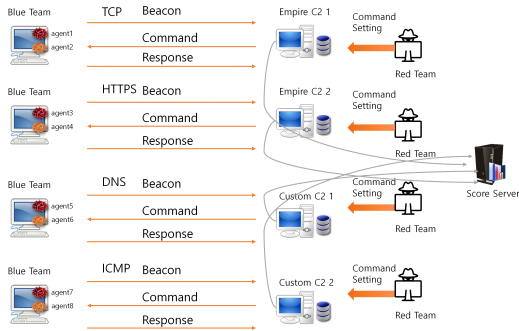 Blue Team
TCP
Beacon
Empire C2 1
Command
Setting
agent1
agent2
Command
Response
Red Team
Blue Team
HTTPS
Beacon
Empire C2 2
Command
Setting
agent3
agent4
Command
Response
Red Team
Score Server
Blue Team
DNS
Beacon
Custom C2 1
Command
Setting
agent5
agent6
Command
Response
Red Team
Blue Team
ICMP
Beacon
Custom C2 2
Command
Setting
agent7
agent8
Command
Response
Red Team